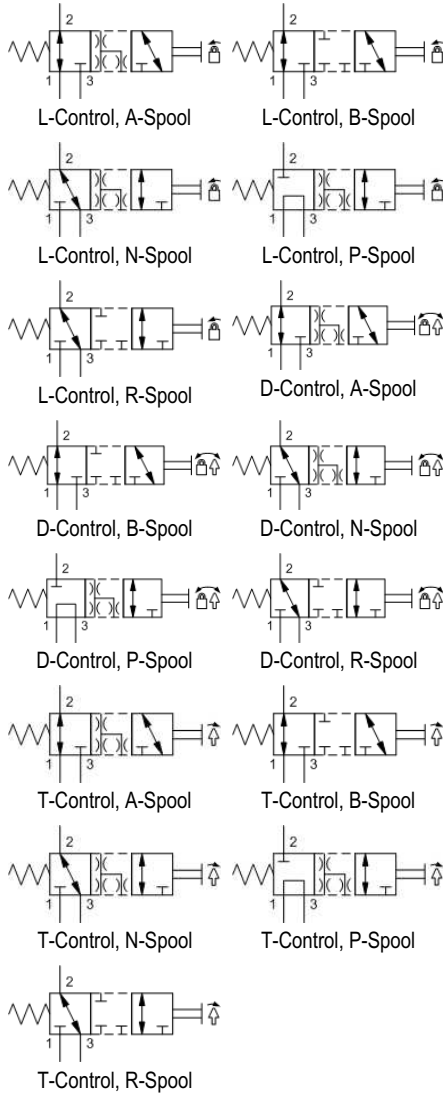 2
2
1 3
1 3
L-Control, A-Spool
L-Control, B-Spool
2
2
1 3
1 3
L-Control, N-Spool
L-Control, P-Spool
2
2
1 3
1 3
L-Control, R-Spool
D-Control, A-Spool
2
2
1 3
1 3
D-Control, B-Spool
D-Control, N-Spool
2
2
1 3
1 3
D-Control, P-Spool
D-Control, R-Spool
2
2
1 3
1 3
T-Control, A-Spool
T-Control, B-Spool
2
2
1 3
1 3
T-Control, N-Spool
T-Control, P-Spool
2
1 3
T-Control, R-Spool